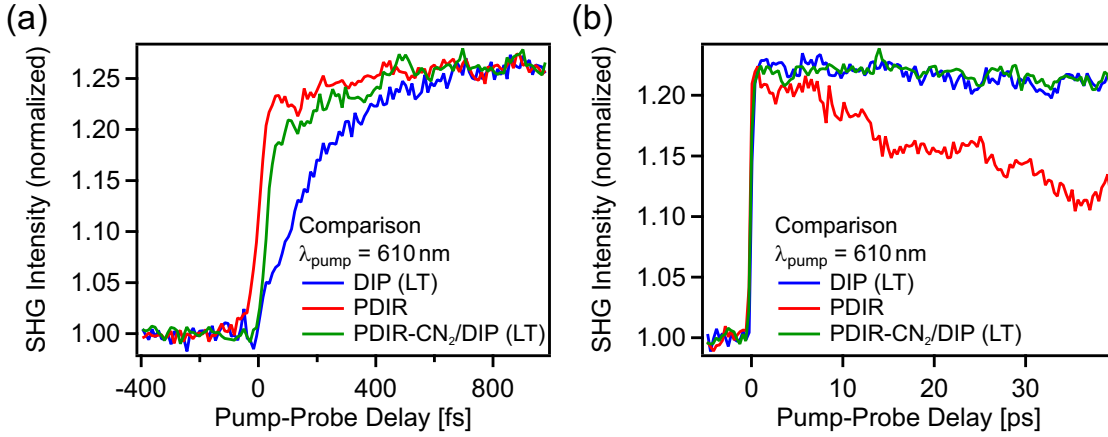 (a)
SHG Intensity (normalized)
1.25
1.20
1.15
1.10
1.05
1.00
-400
0
400
800
Pump-Probe Delay [fs]
Comparison
λpump = 610 nm
DIP (LT)
PDIR
PDIR-CN₂/DIP (LT)
(b)
SHG Intensity (normalized)
1.20
1.15
1.10
1.05
1.00
0
10
20
30
Pump-Probe Delay [ps]
Comparison
λpump = 610 nm
DIP (LT)
PDIR
PDIR-CN₂/DIP (LT)